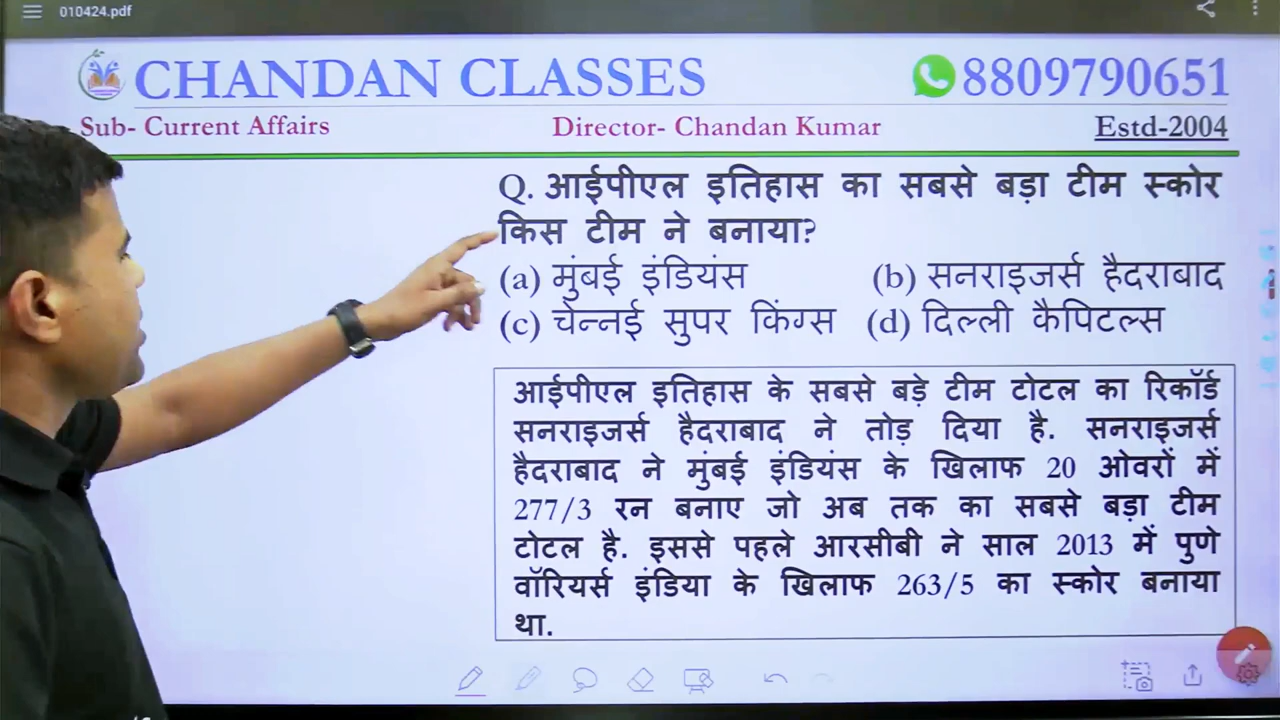 010424.pdf
CHANDAN CLASSES
8809790651
Sub- Current Affairs
Director- Chandan Kumar
Estd-2004
Q. आईपीएल इतिहास का सबसे बड़ा टीम स्कोर
किस टीम ने बनाया?
(a) मुंबई इंडियंस (b) सनराइजर्स हैदराबाद
(c) चेन्नई सुपर किंग्स (d) दिल्ली कैपिटल्स
आईपीएल इतिहास के सबसे बड़े टीम टोटल का रिकॉर्ड
सनराइजर्स हैदराबाद ने तोड़ दिया है. सनराइजर्स
हैदराबाद ने मुंबई इंडियंस के खिलाफ 20 ओवरों में
277/3 रन बनाए जो अब तक का सबसे बड़ा टीम
टोटल है. इससे पहले आरसीबी ने साल 2013 में पुणे
वॉरियर्स इंडिया के खिलाफ 263/5 का स्कोर बनाया
था.